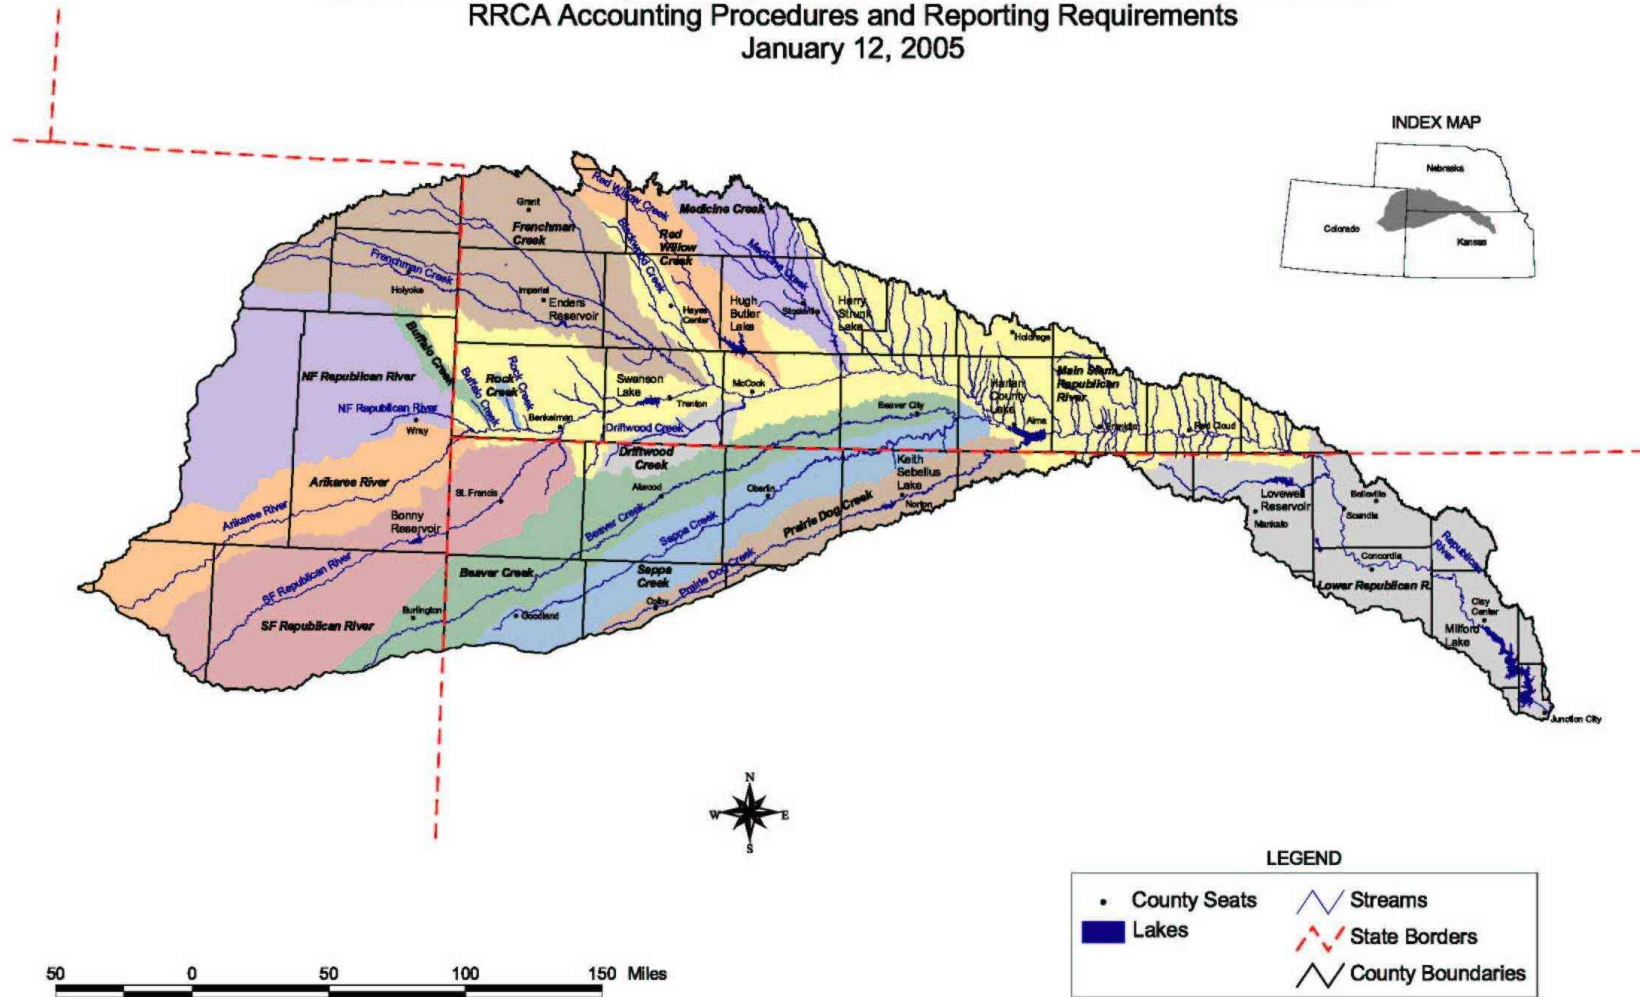 RRCA Accounting Procedures and Reporting Requirements
January 12, 2005
INDEX MAP
Nebraska
Colorado
Kansas
Red Willow Creek
Grant
Frenchman
Creek
Blackwood Creek
Red
Willow
Creek
Medicine Creek
Medicine Creek
Frenchman Creek
Holyoke
Imperial
Enders
Reservoir
Hayes
Center
Hugh
Butler
Lake
Stockville
Harry
Strunk
Lake
Holdrege
Buffalo Creek
NF Republican River
Rock
Creek
Rock Creek
Buffalo Creek
Swanson
Lake
Trenton
McCook
Harlan
County
Lake
Main Stem
Republican
River
NF Republican River
Wray
Benkelman
Driftwood Creek
Beaver City
Alma
Franklin
Red Cloud
Driftwood
Creek
Arikaree River
Arikaree River
St. Francis
Bonny
Reservoir
Atwood
Oberlin
Keith
Sebelius
Lake
Norton
Prairie Dog Creek
Lovewell
Reservoir
Mankato
Belleville
Scandia
Republican
River
Beaver Creek
Sappa Creek
SF Republican River
Beaver Creek
Sappa
Creek
Prairie Dog Creek
Concordia
Lower Republican R.
Burlington
Goodland
Colby
SF Republican River
Clay
Center
Milford
Lake
Junction City
N
W
E
S
LEGEND
County Seats
Streams
Lakes
State Borders
County Boundaries
50 0 50 100 150 Miles